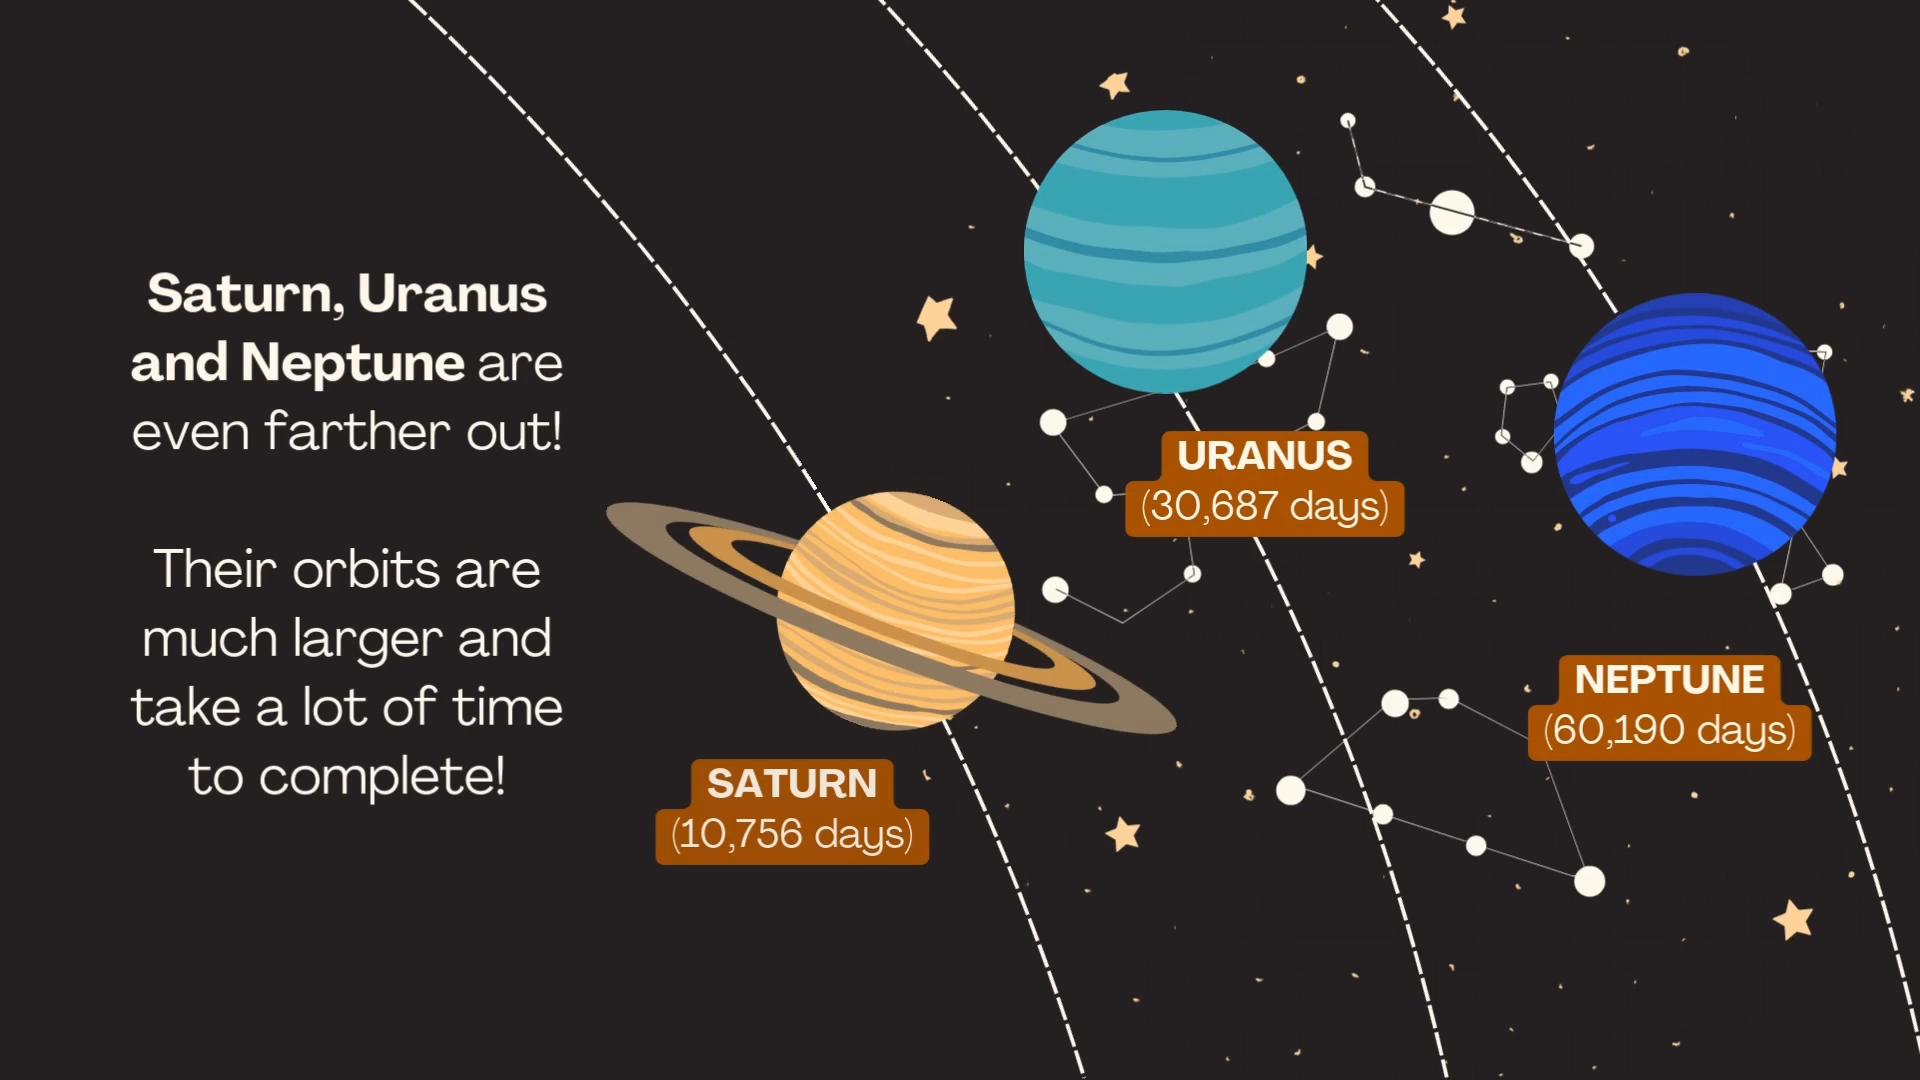 Saturn, Uranus
and Neptune are
even farther out!
Their orbits are
much larger and
take a lot of time
to complete!
URANUS
(30,687 days)
NEPTUNE
(60,190 days)
SATURN
(10,756 days)